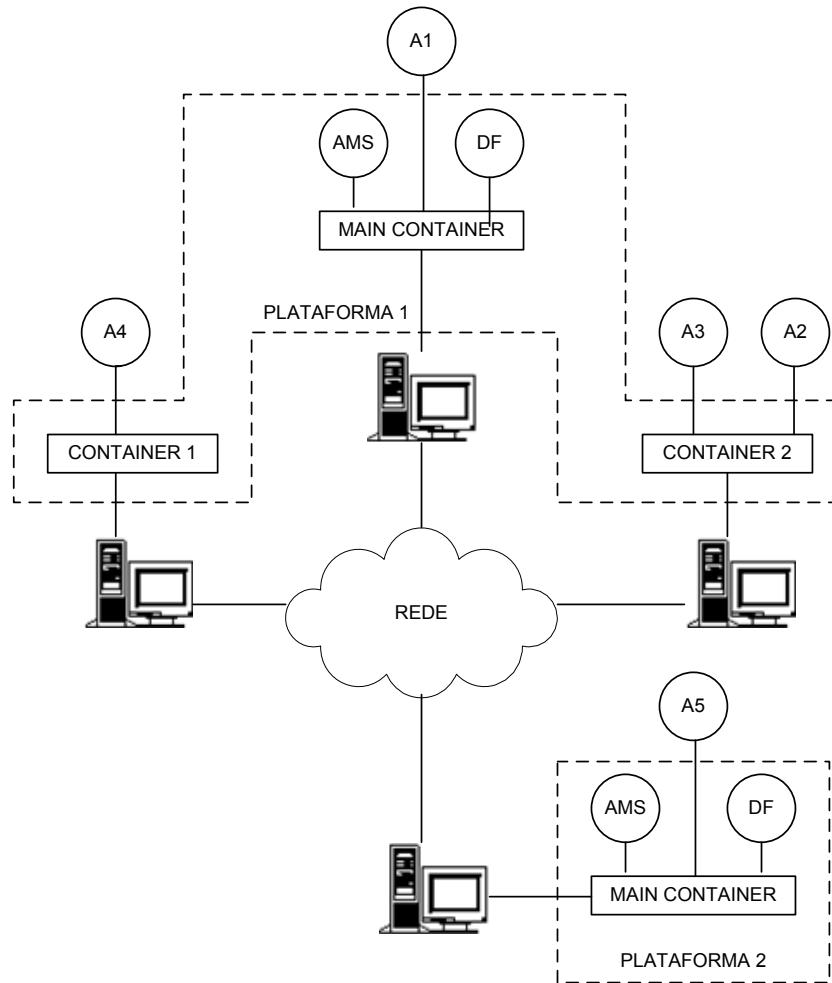 A1
AMS
DF
MAIN CONTAINER
PLATAFORMA 1
A4
A3
A2
CONTAINER 1
CONTAINER 2
REDE
A5
AMS
DF
MAIN CONTAINER
PLATAFORMA 2